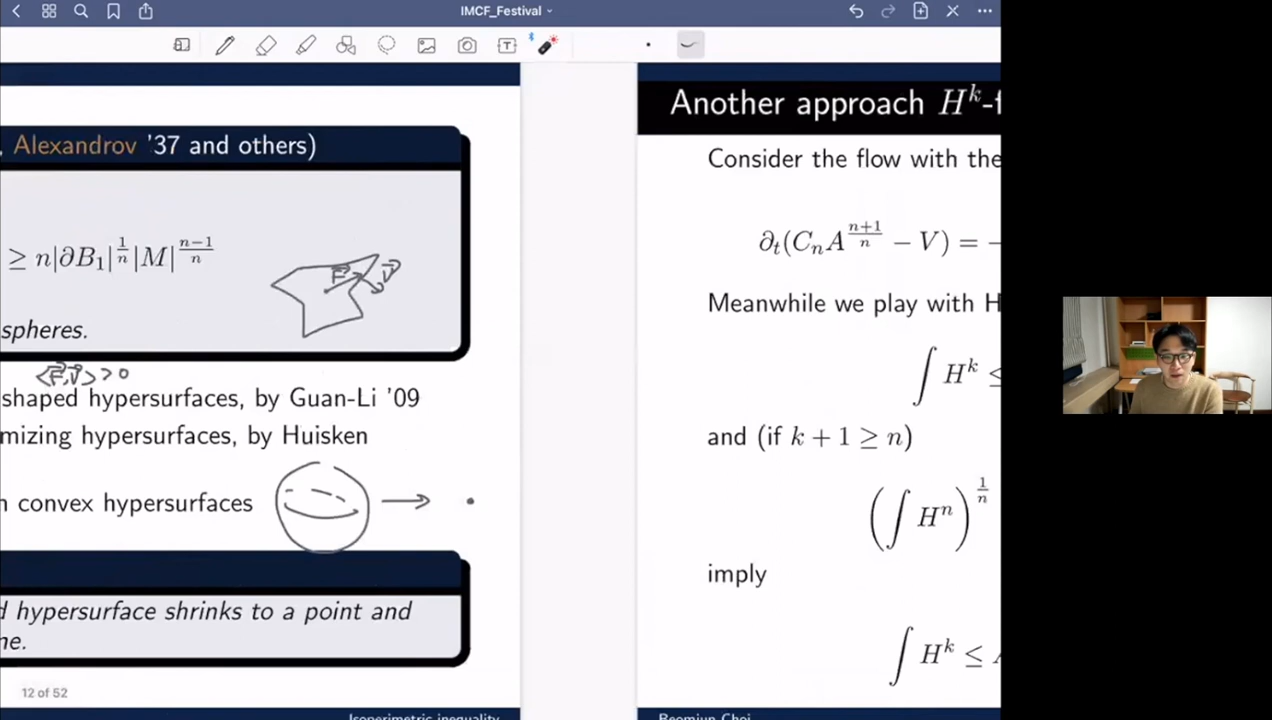 IMCF_Festival
, Alexandrov '37 and others)
≥ n|∂B₁|^{1/n}|M|^{(n-1)/n}
F⃗ ν⃗
spheres.
⟨F⃗,ν⃗⟩>0
shaped hypersurfaces, by Guan-Li '09
mizing hypersurfaces, by Huisken
convex hypersurfaces
hypersurface shrinks to a point and
ne.
12 of 52
Isoperimetric inequality
Another approach H^k-f
Consider the flow with the
∂ₜ(CₙA^{(n+1)/n} − V) = −
Meanwhile we play with H
∫ H^k ≤
and (if k + 1 ≥ n)
(∫ H^n)^{1/n}
imply
∫ H^k ≤
Beomjun Choi